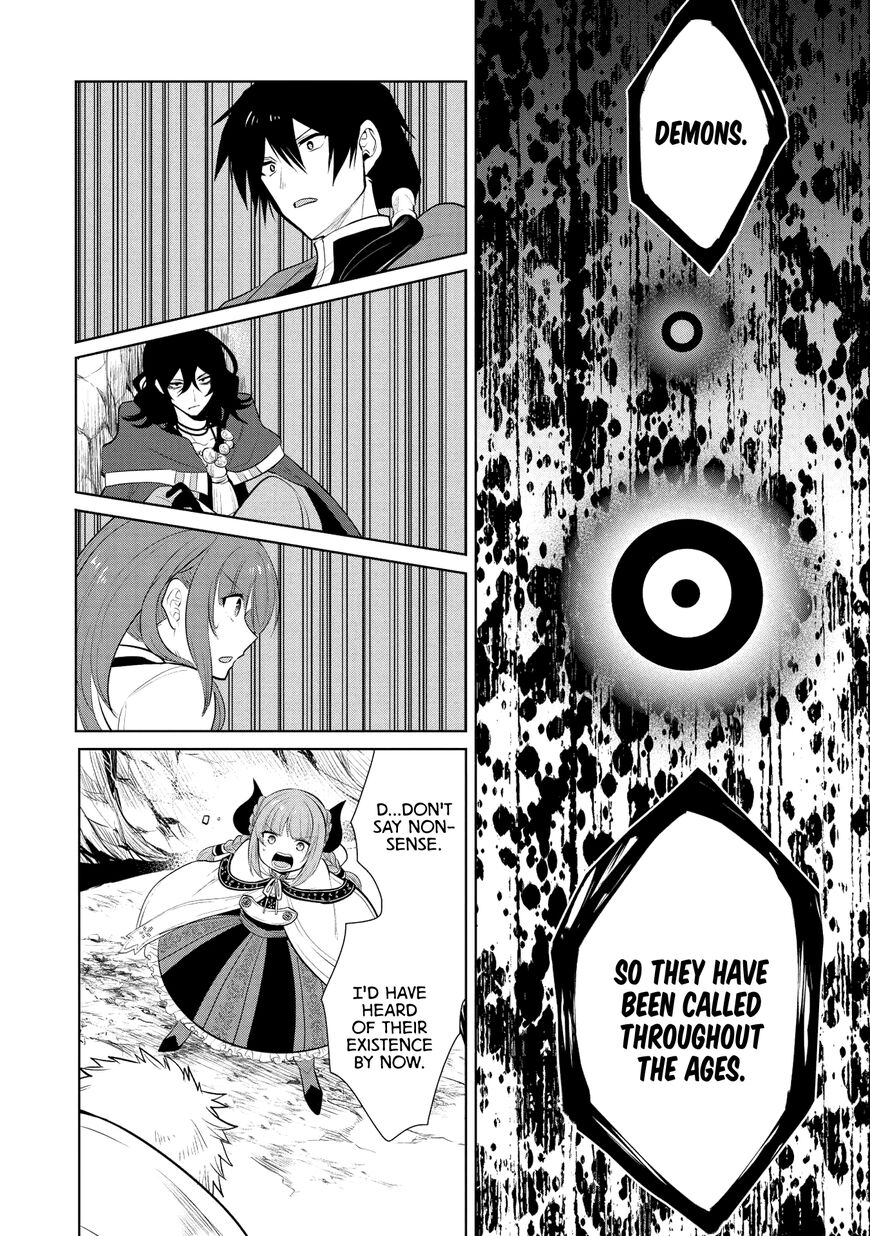 DEMONS.
SO THEY HAVE
BEEN CALLED
THROUGHOUT
THE AGES.
D...DON'T
SAY NON-
SENSE.
I'D HAVE
HEARD
OF THEIR
EXISTENCE
BY NOW.